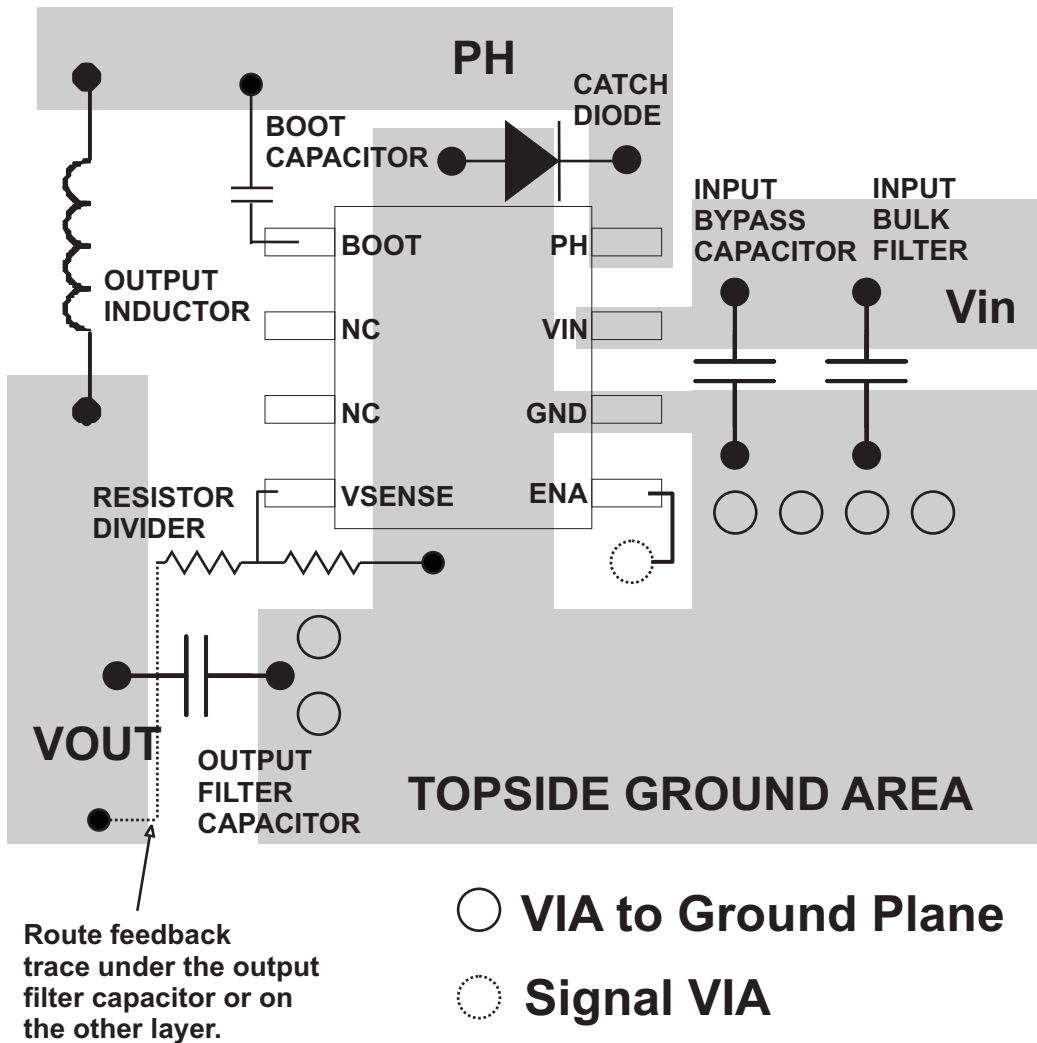 PH
CATCH
DIODE
BOOT
CAPACITOR
INPUT
BYPASS
CAPACITOR
INPUT
BULK
FILTER
BOOT
PH
OUTPUT
INDUCTOR
Vin
NC
VIN
NC
GND
RESISTOR
DIVIDER
VSENSE
ENA
VOUT
OUTPUT
FILTER
CAPACITOR
TOPSIDE GROUND AREA
VIA to Ground Plane
Route feedback
trace under the output
filter capacitor or on
the other layer.
Signal VIA